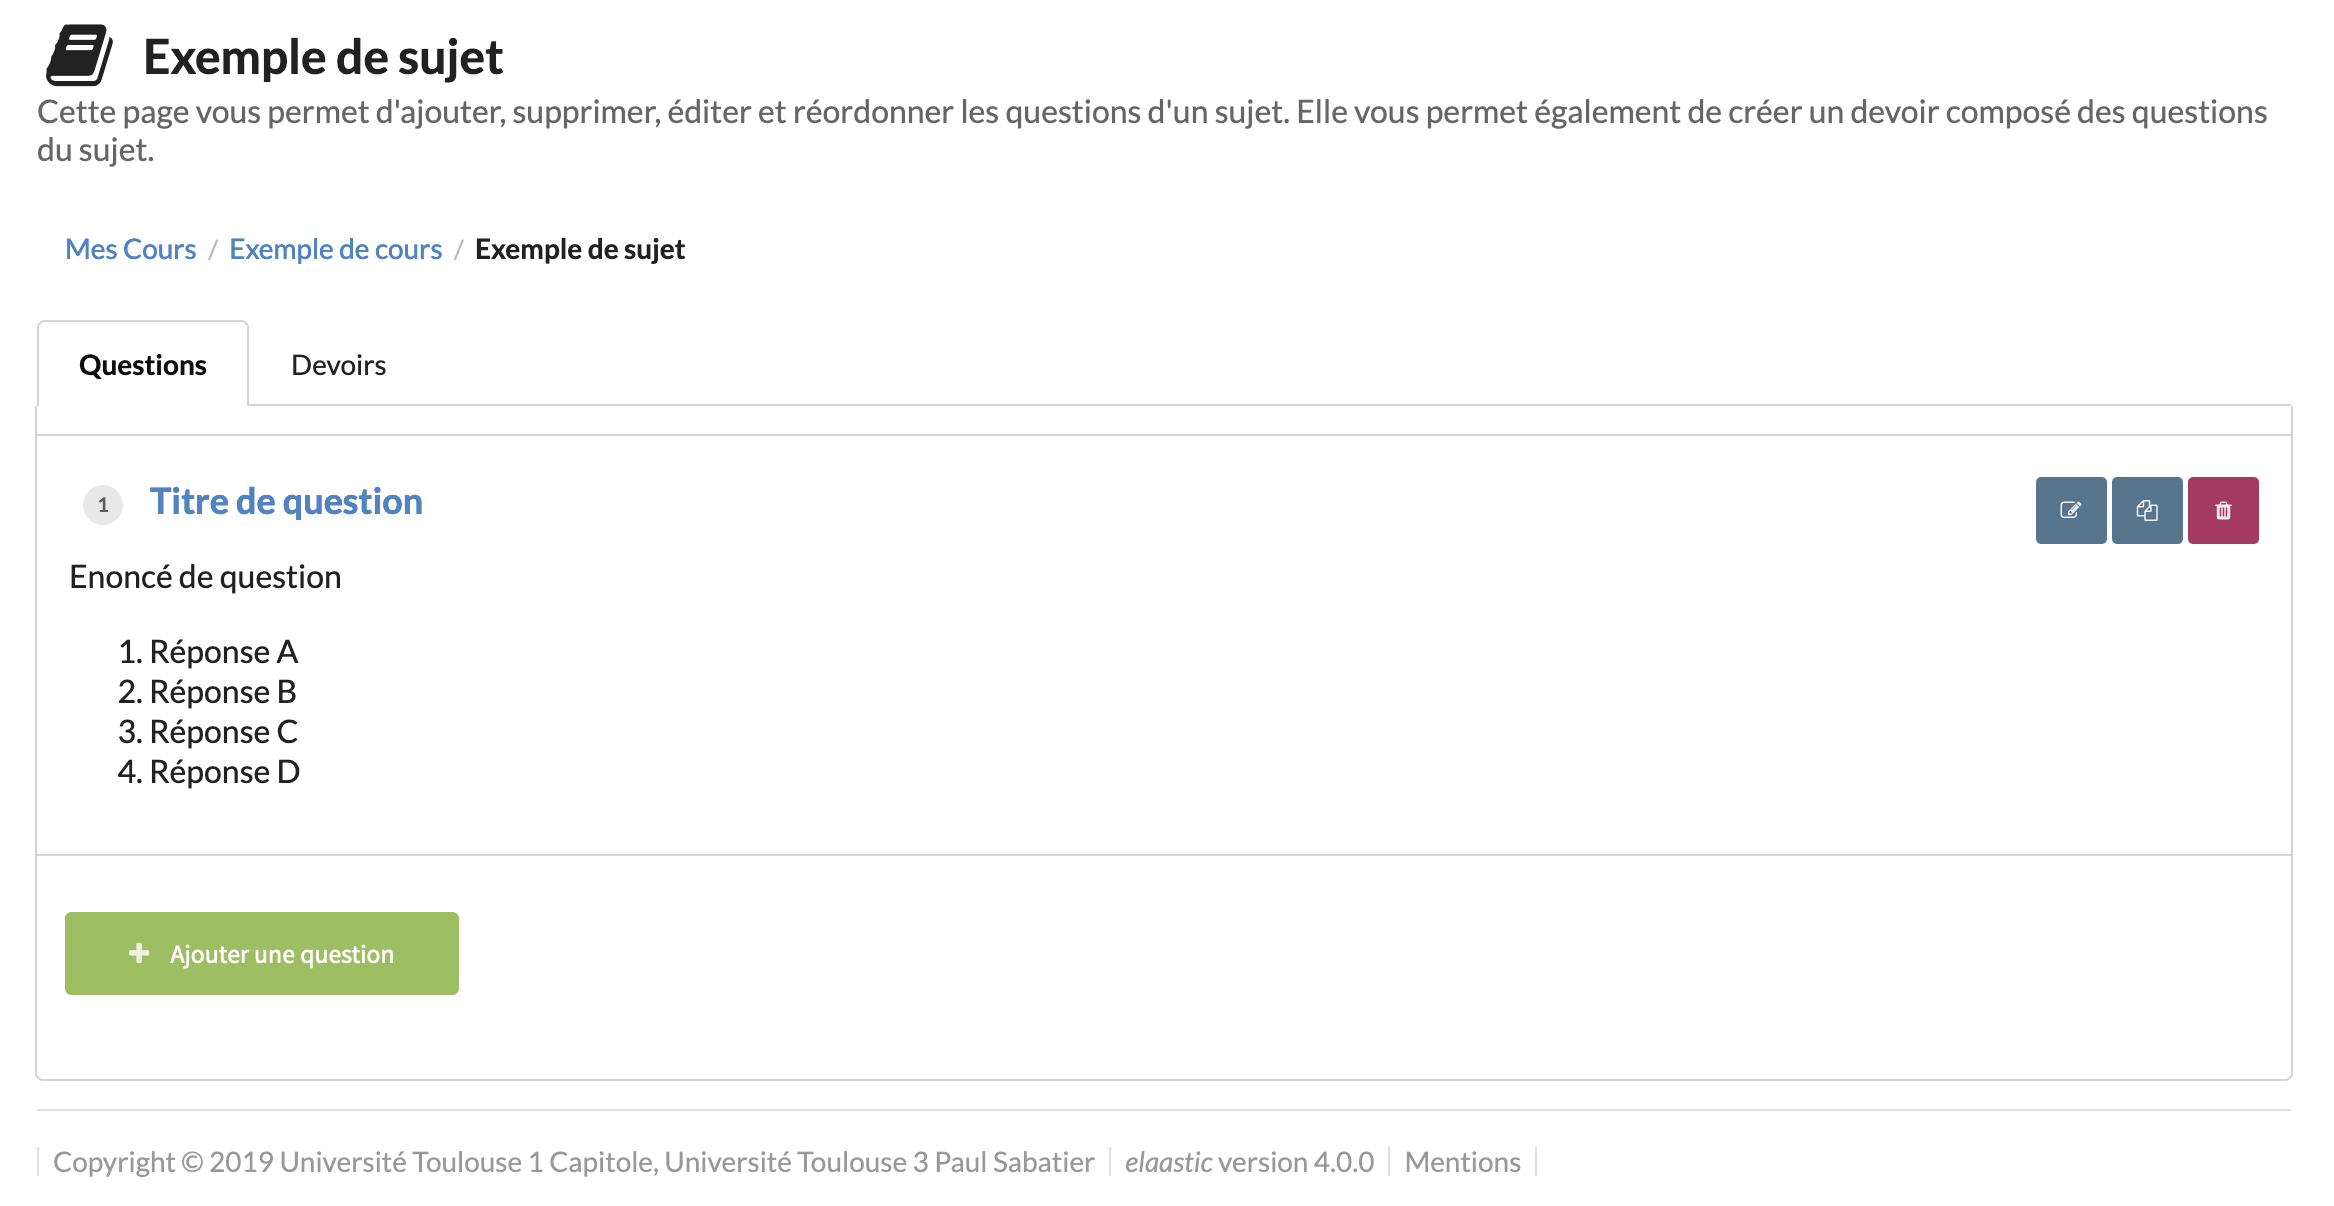 Exemple de sujet
Cette page vous permet d'ajouter, supprimer, éditer et réordonner les questions d'un sujet. Elle vous permet également de créer un devoir composé des questions
du sujet.
Mes Cours / Exemple de cours / Exemple de sujet
Questions Devoirs
1 Titre de question
Enoncé de question
1. Réponse A
2. Réponse B
3. Réponse C
4. Réponse D
Ajouter une question
Copyright © 2019 Université Toulouse 1 Capitole, Université Toulouse 3 Paul Sabatier elaastic version 4.0.0 Mentions